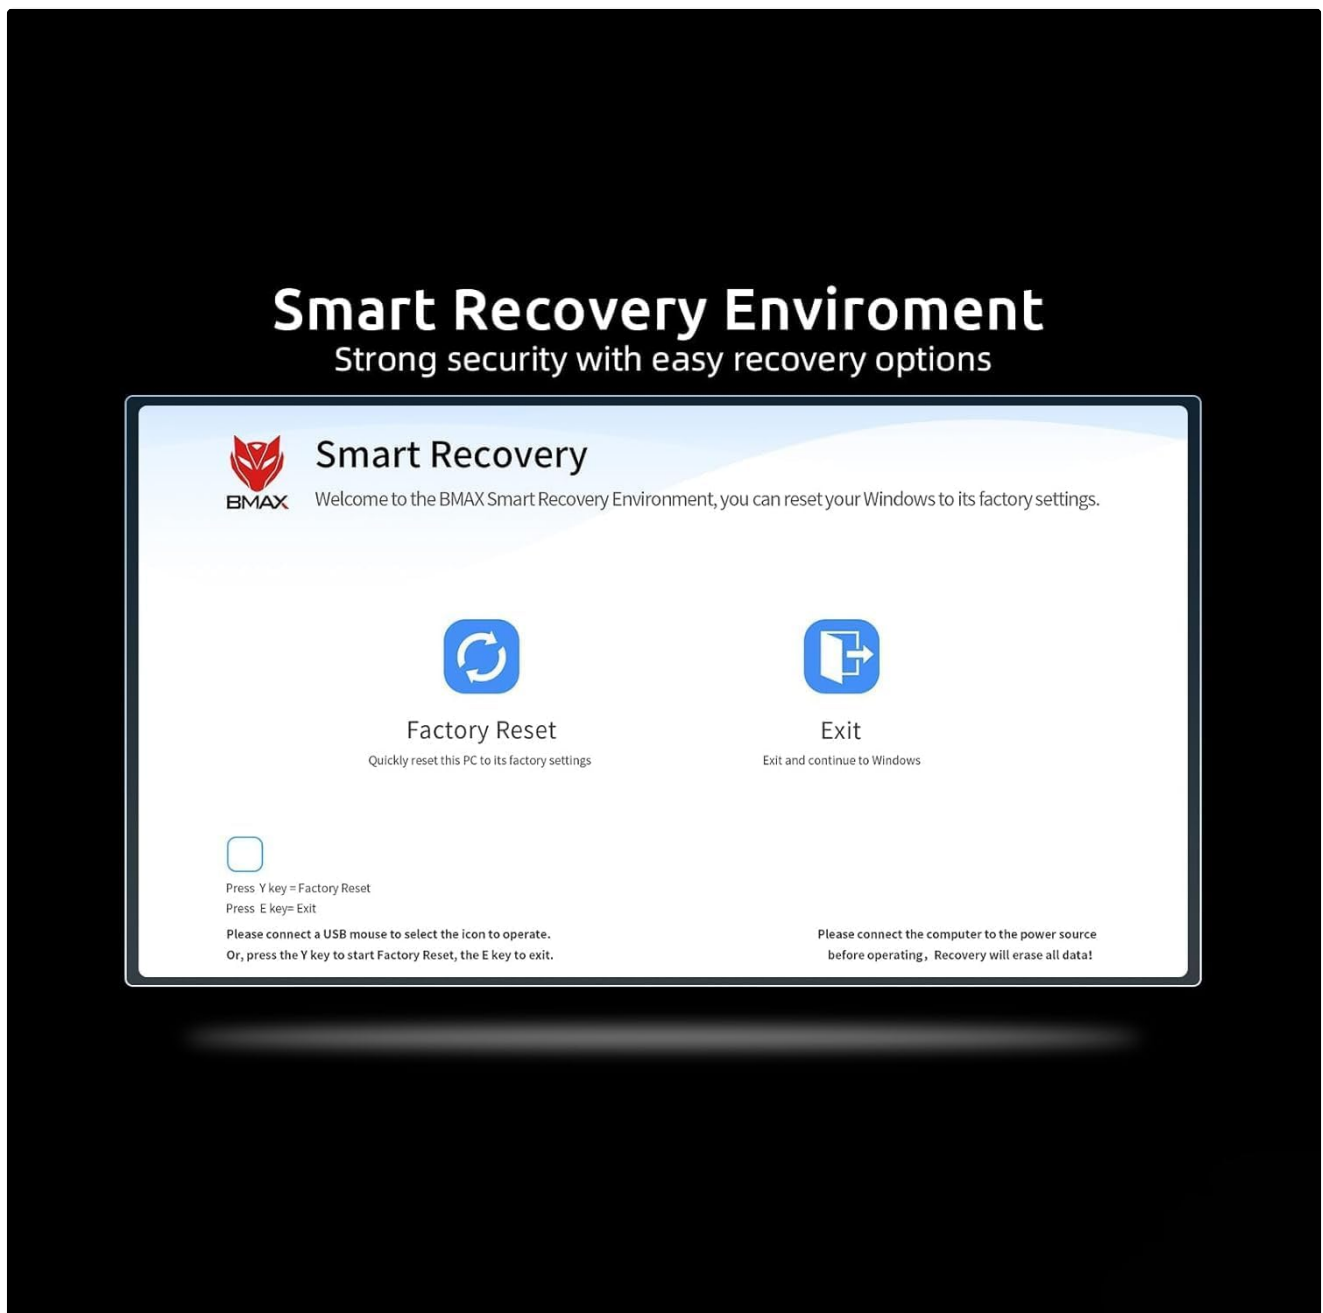 Smart Recovery Enviroment
Strong security with easy recovery options
BMAX
Smart Recovery
Welcome to the BMAX Smart Recovery Environment, you can reset your Windows to its factory settings.
Factory Reset
Quickly reset this PC to its factory settings
Exit
Exit and continue to Windows
Press Y key = Factory Reset
Press E key= Exit
Please connect a USB mouse to select the icon to operate.
Or, press the Y key to start Factory Reset, the E key to exit.
Please connect the computer to the power source
before operating，Recovery will erase all data!